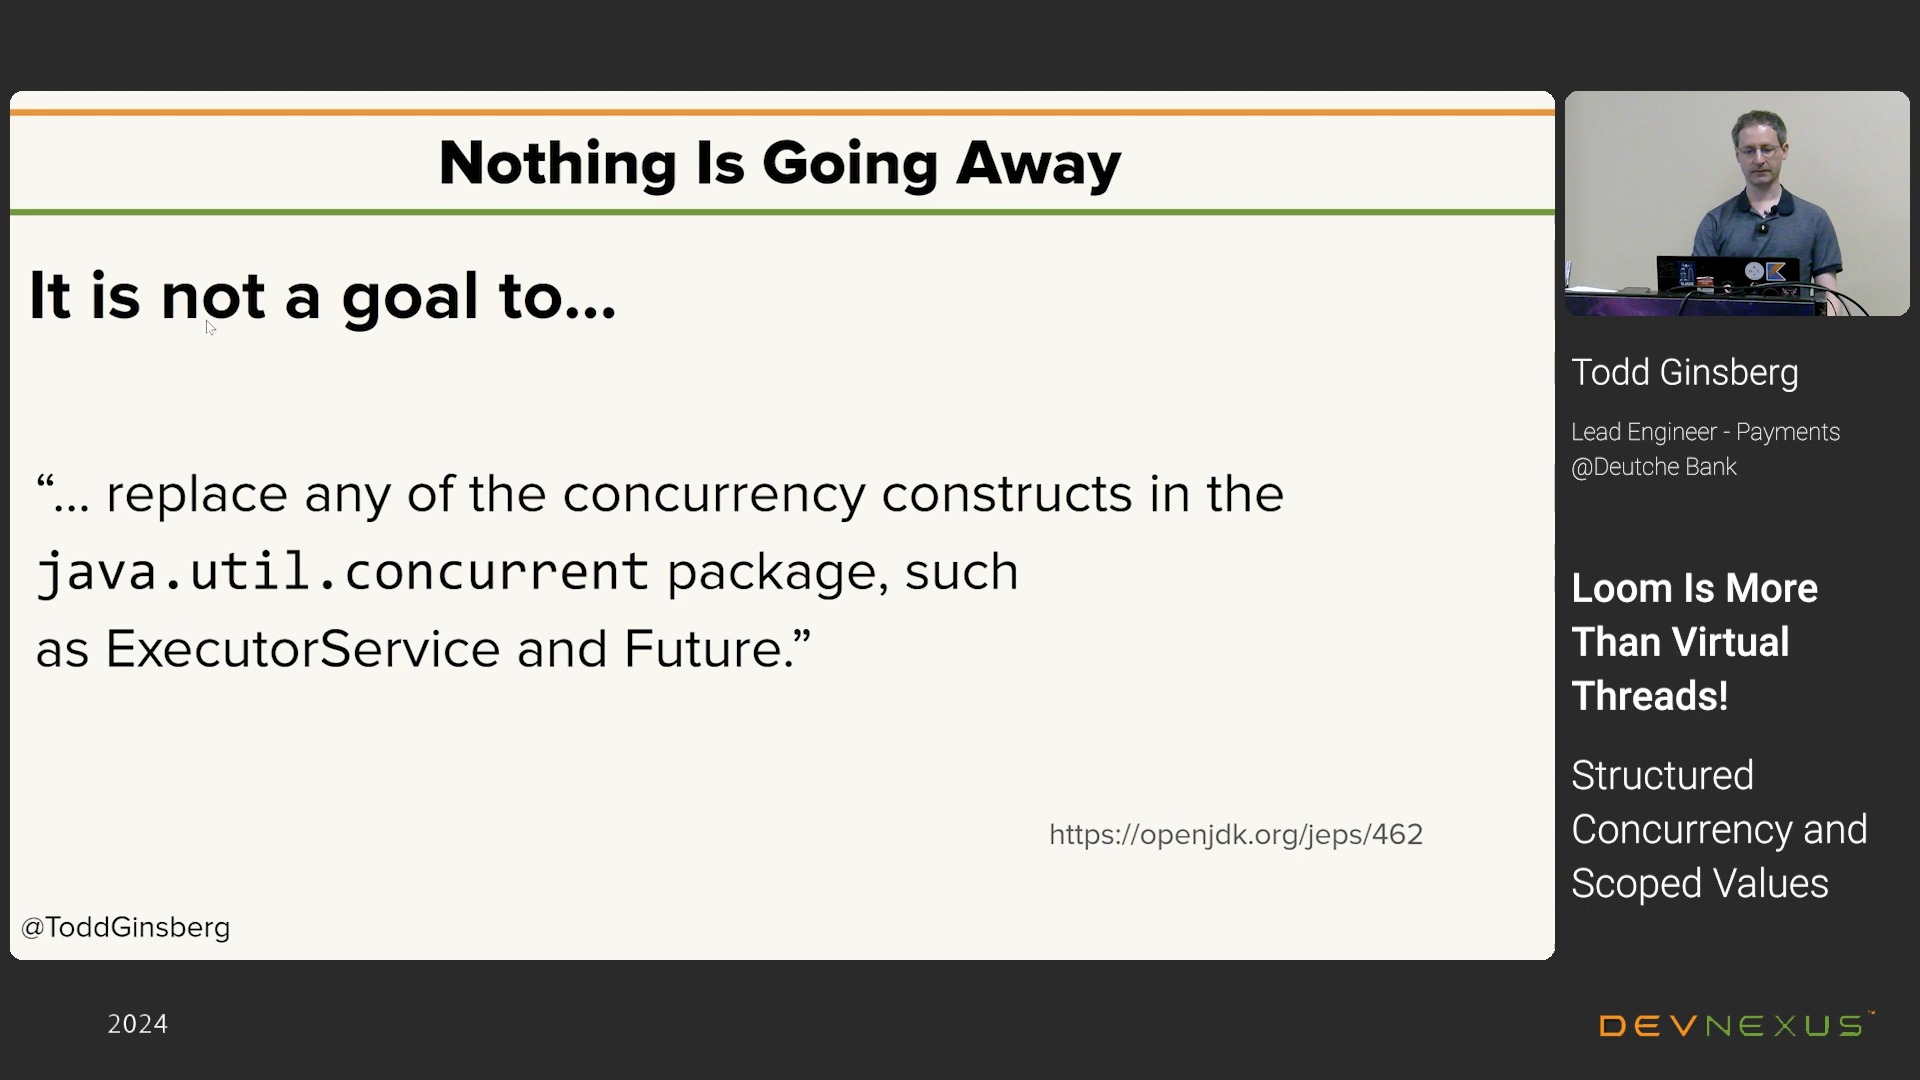 Nothing Is Going Away
It is not a goal to...
“... replace any of the concurrency constructs in the
java.util.concurrent package, such
as ExecutorService and Future.”
https://openjdk.org/jeps/462
@ToddGinsberg
Todd Ginsberg
Lead Engineer - Payments
@Deutche Bank
Loom Is More
Than Virtual
Threads!
Structured
Concurrency and
Scoped Values
2024
DEVNEXUS™